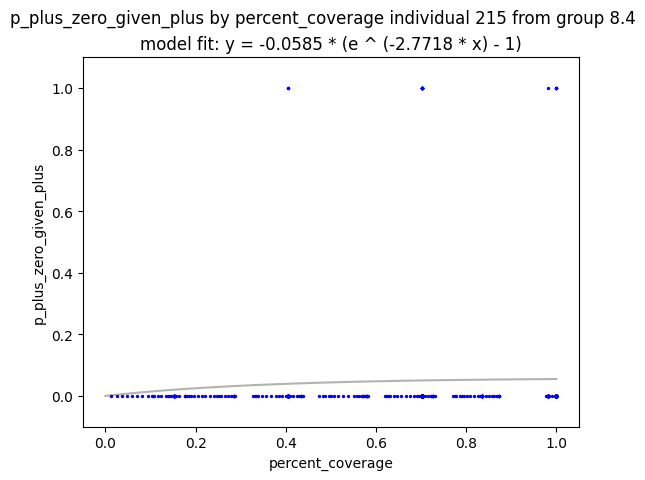 p_plus_zero_given_plus by percent_coverage individual 215 from group 8.4
model fit: y = -0.0585 * (e ^ (-2.7718 * x) - 1)
1.0
0.8
0.6
0.4
0.2
0.0
p_plus_zero_given_plus
0.0 0.2 0.4 0.6 0.8 1.0
percent_coverage